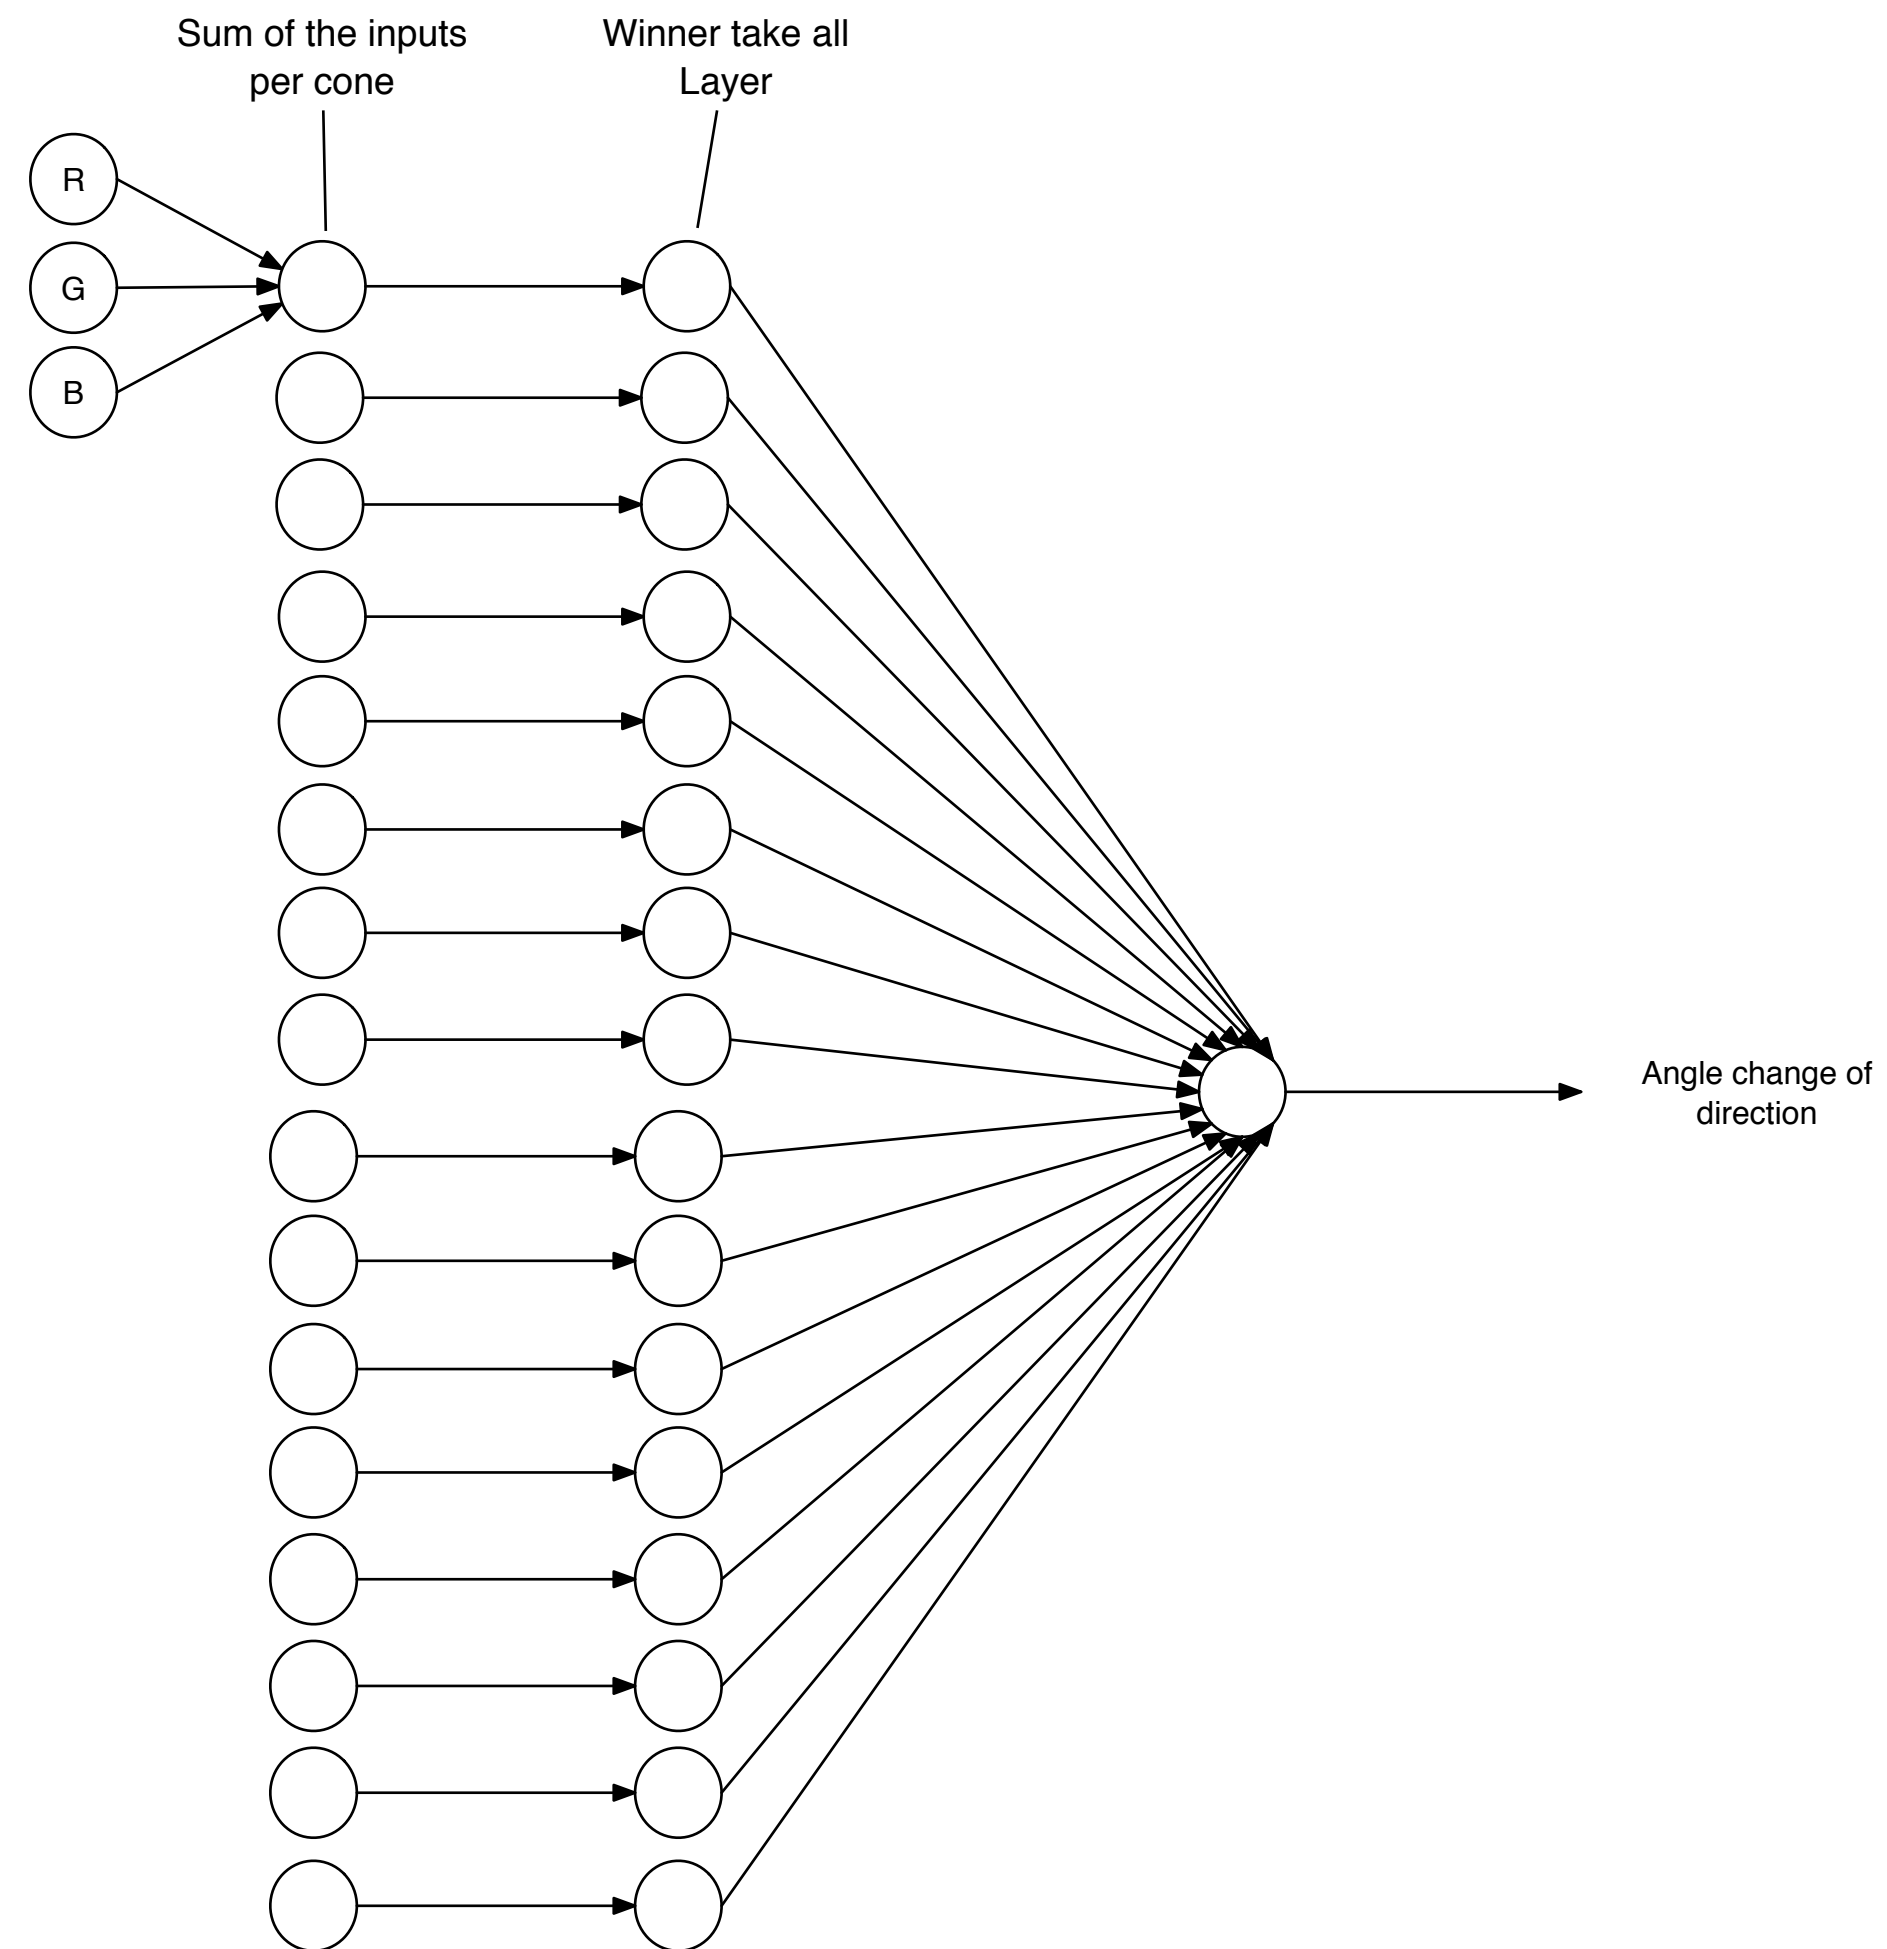 Sum of the inputs
per cone
Winner take all
Layer
R
G
B
Angle change of
direction